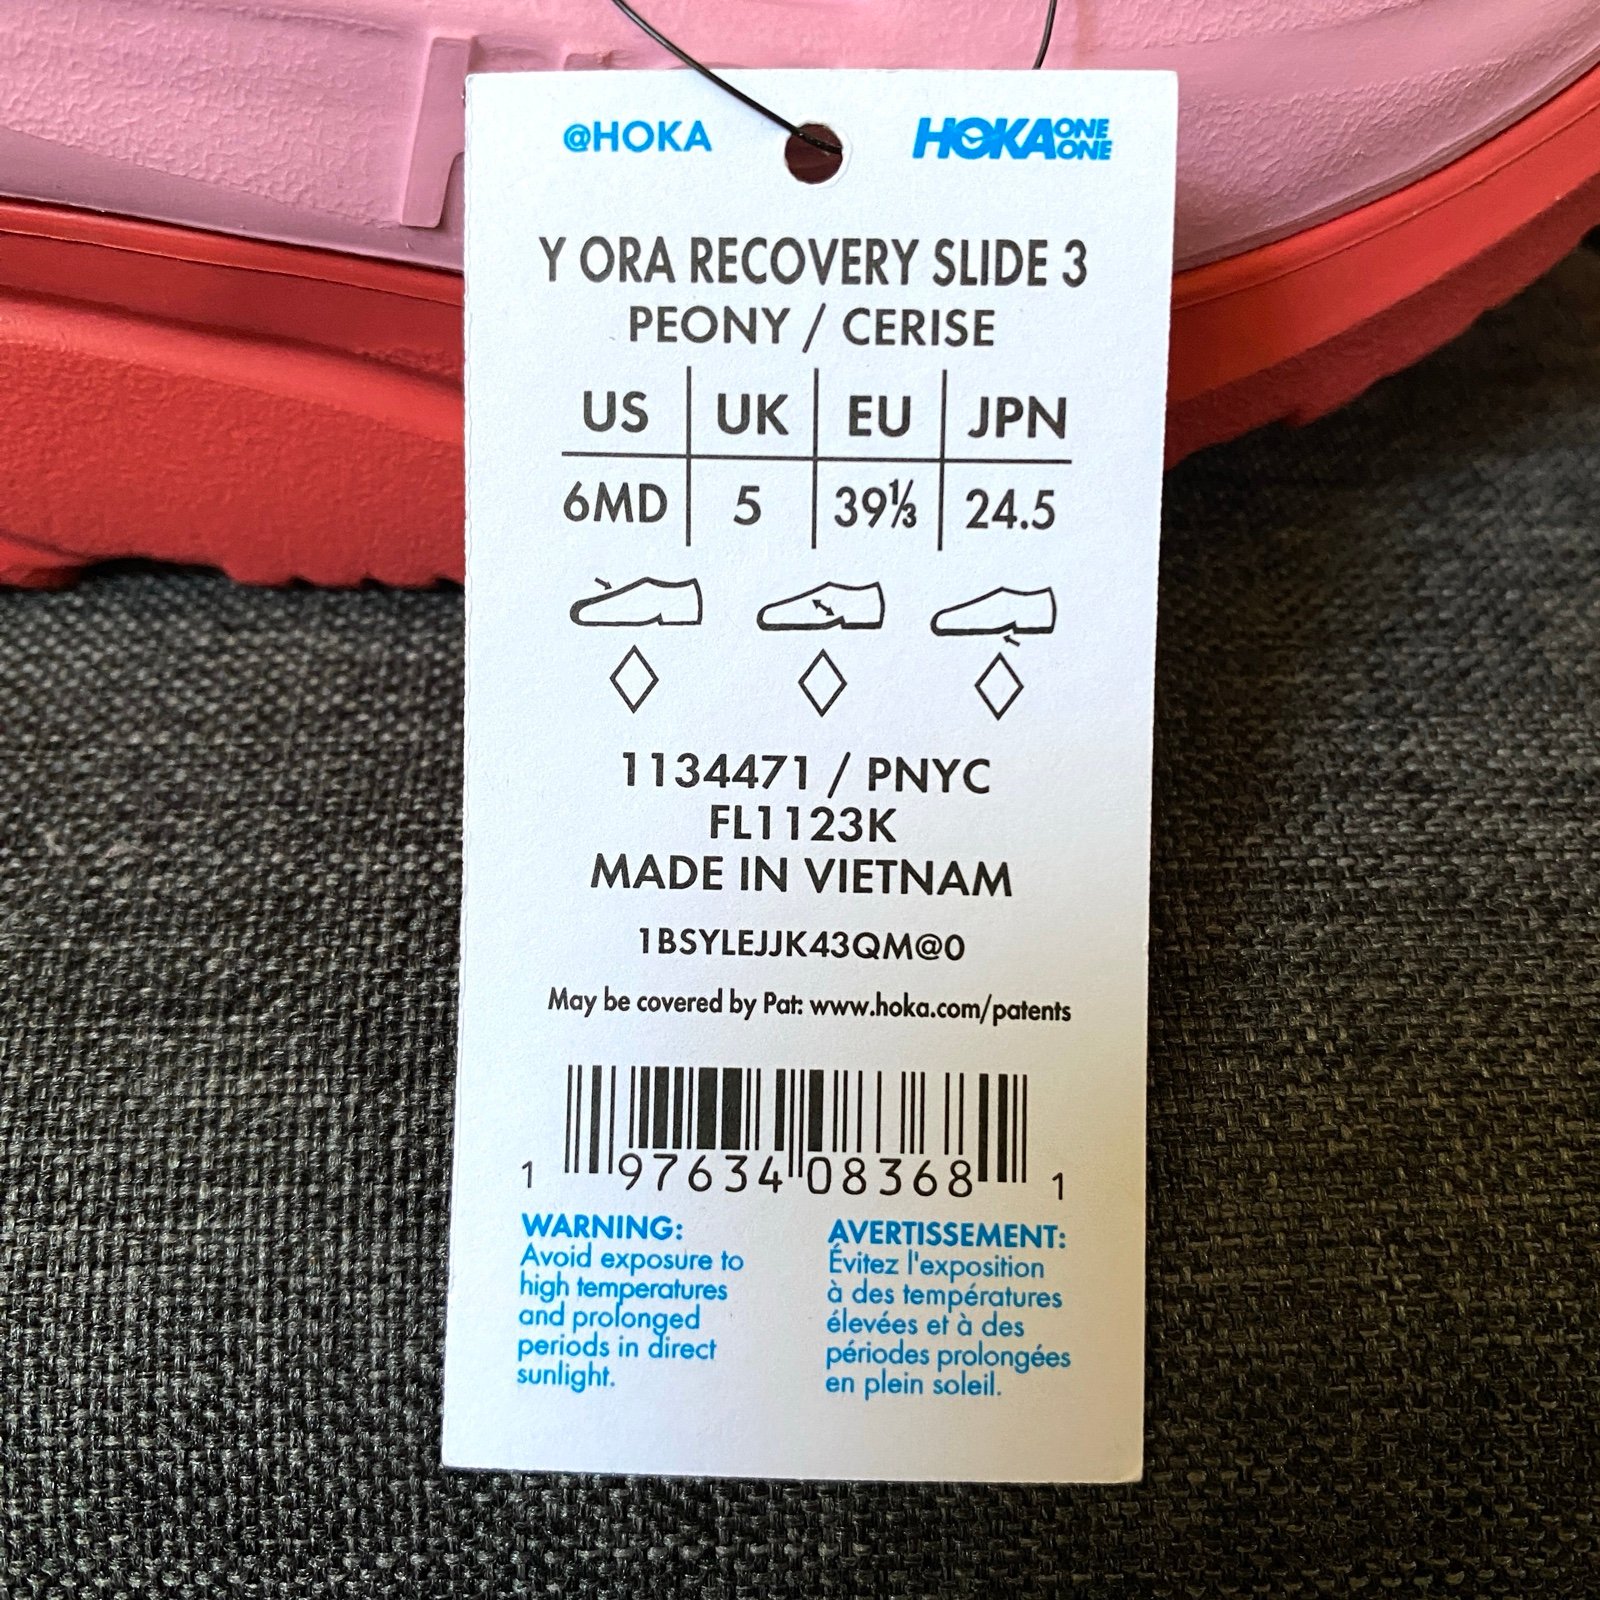 @HOKA HOKA ONE ONE
Y ORA RECOVERY SLIDE 3
PEONY / CERISE
US UK EU JPN
6MD 5 39⅓ 24.5
1134471 / PNYC
FL1123K
MADE IN VIETNAM
1BSYLEJJK43QM@0
May be covered by Pat: www.hoka.com/patents
1 97634 08368 1
WARNING:
Avoid exposure to
high temperatures
and prolonged
periods in direct
sunlight.
AVERTISSEMENT:
Évitez l'exposition
à des températures
élevées et à des
périodes prolongées
en plein soleil.